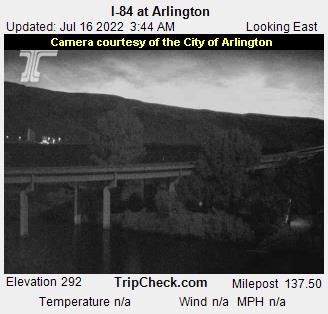 I-84 at Arlington
Updated: Jul 16 2022 3:44 AM Looking East
Camera courtesy of the City of Arlington
Elevation 292 TripCheck.com Milepost 137.50
Temperature n/a Wind n/a MPH n/a